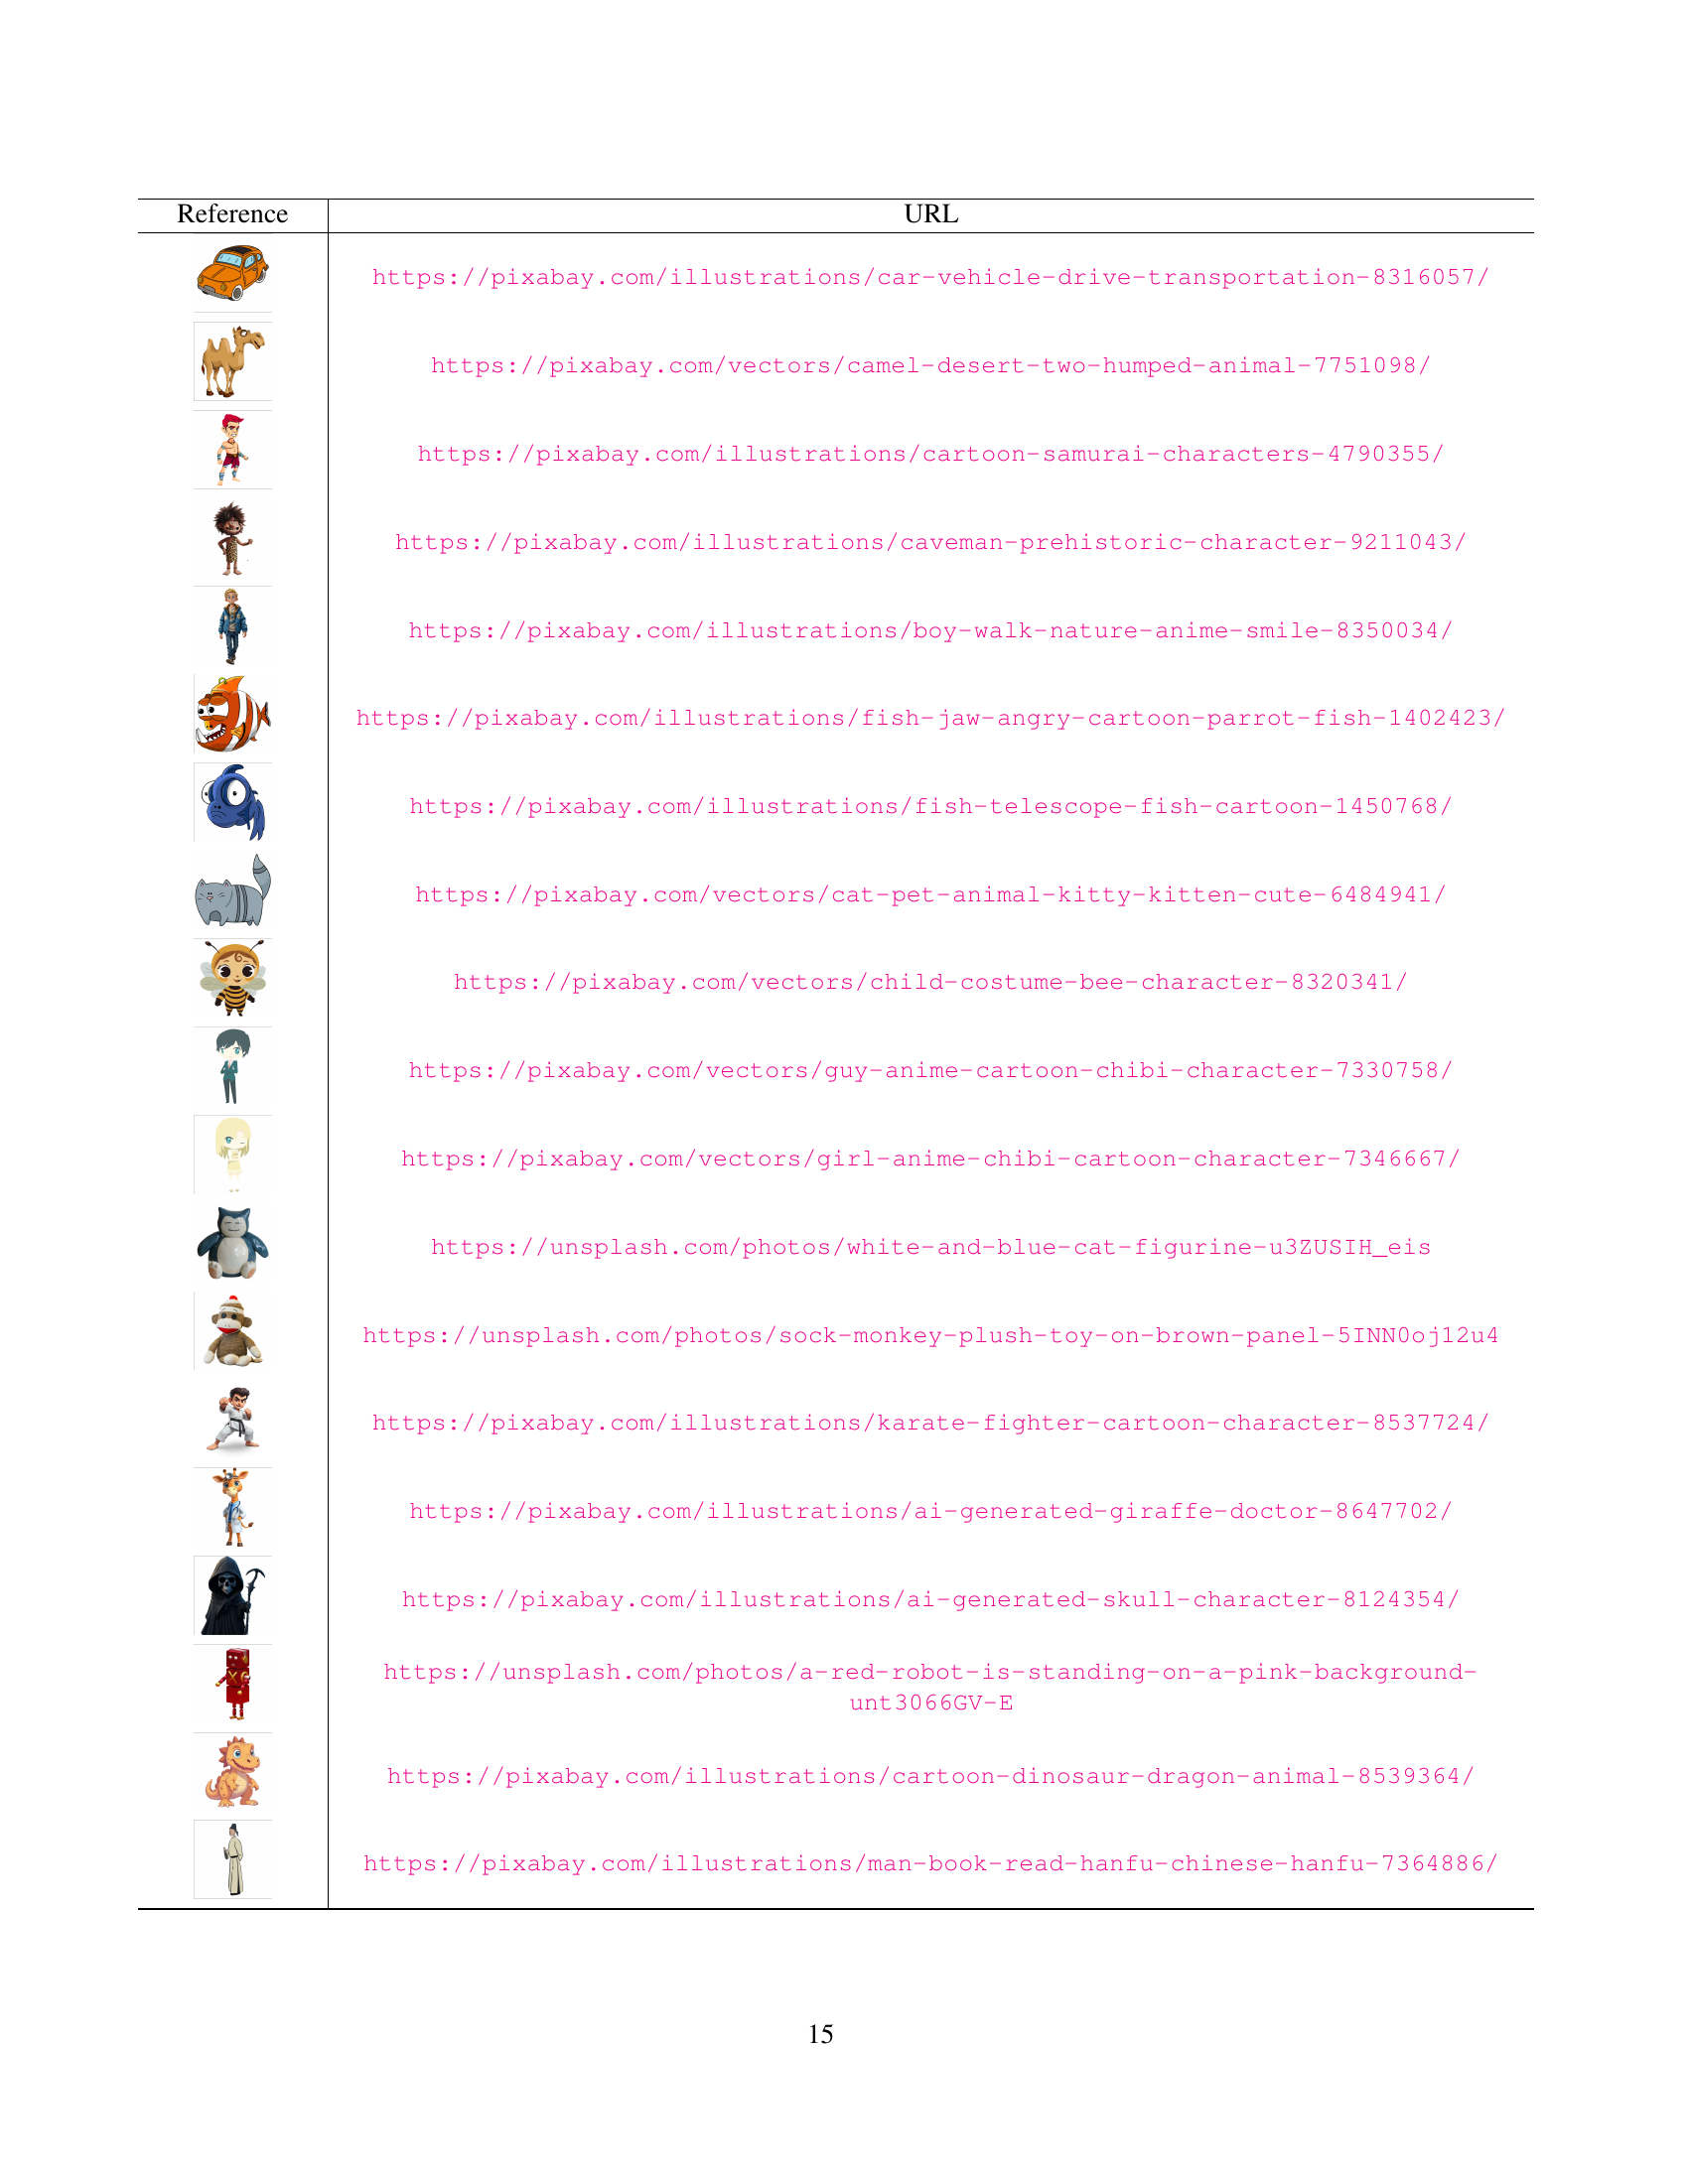 Reference URL
https://pixabay.com/illustrations/car-vehicle-drive-transportation-8316057/
https://pixabay.com/vectors/camel-desert-two-humped-animal-7751098/
https://pixabay.com/illustrations/cartoon-samurai-characters-4790355/
https://pixabay.com/illustrations/caveman-prehistoric-character-9211043/
https://pixabay.com/illustrations/boy-walk-nature-anime-smile-8350034/
https://pixabay.com/illustrations/fish-jaw-angry-cartoon-parrot-fish-1402423/
https://pixabay.com/illustrations/fish-telescope-fish-cartoon-1450768/
https://pixabay.com/vectors/cat-pet-animal-kitty-kitten-cute-6484941/
https://pixabay.com/vectors/child-costume-bee-character-8320341/
https://pixabay.com/vectors/guy-anime-cartoon-chibi-character-7330758/
https://pixabay.com/vectors/girl-anime-chibi-cartoon-character-7346667/
https://unsplash.com/photos/white-and-blue-cat-figurine-u3ZUSIH_eis
https://unsplash.com/photos/sock-monkey-plush-toy-on-brown-panel-5INN0oj12u4
https://pixabay.com/illustrations/karate-fighter-cartoon-character-8537724/
https://pixabay.com/illustrations/ai-generated-giraffe-doctor-8647702/
https://pixabay.com/illustrations/ai-generated-skull-character-8124354/
https://unsplash.com/photos/a-red-robot-is-standing-on-a-pink-background-
unt3066GV-E
https://pixabay.com/illustrations/cartoon-dinosaur-dragon-animal-8539364/
https://pixabay.com/illustrations/man-book-read-hanfu-chinese-hanfu-7364886/
15